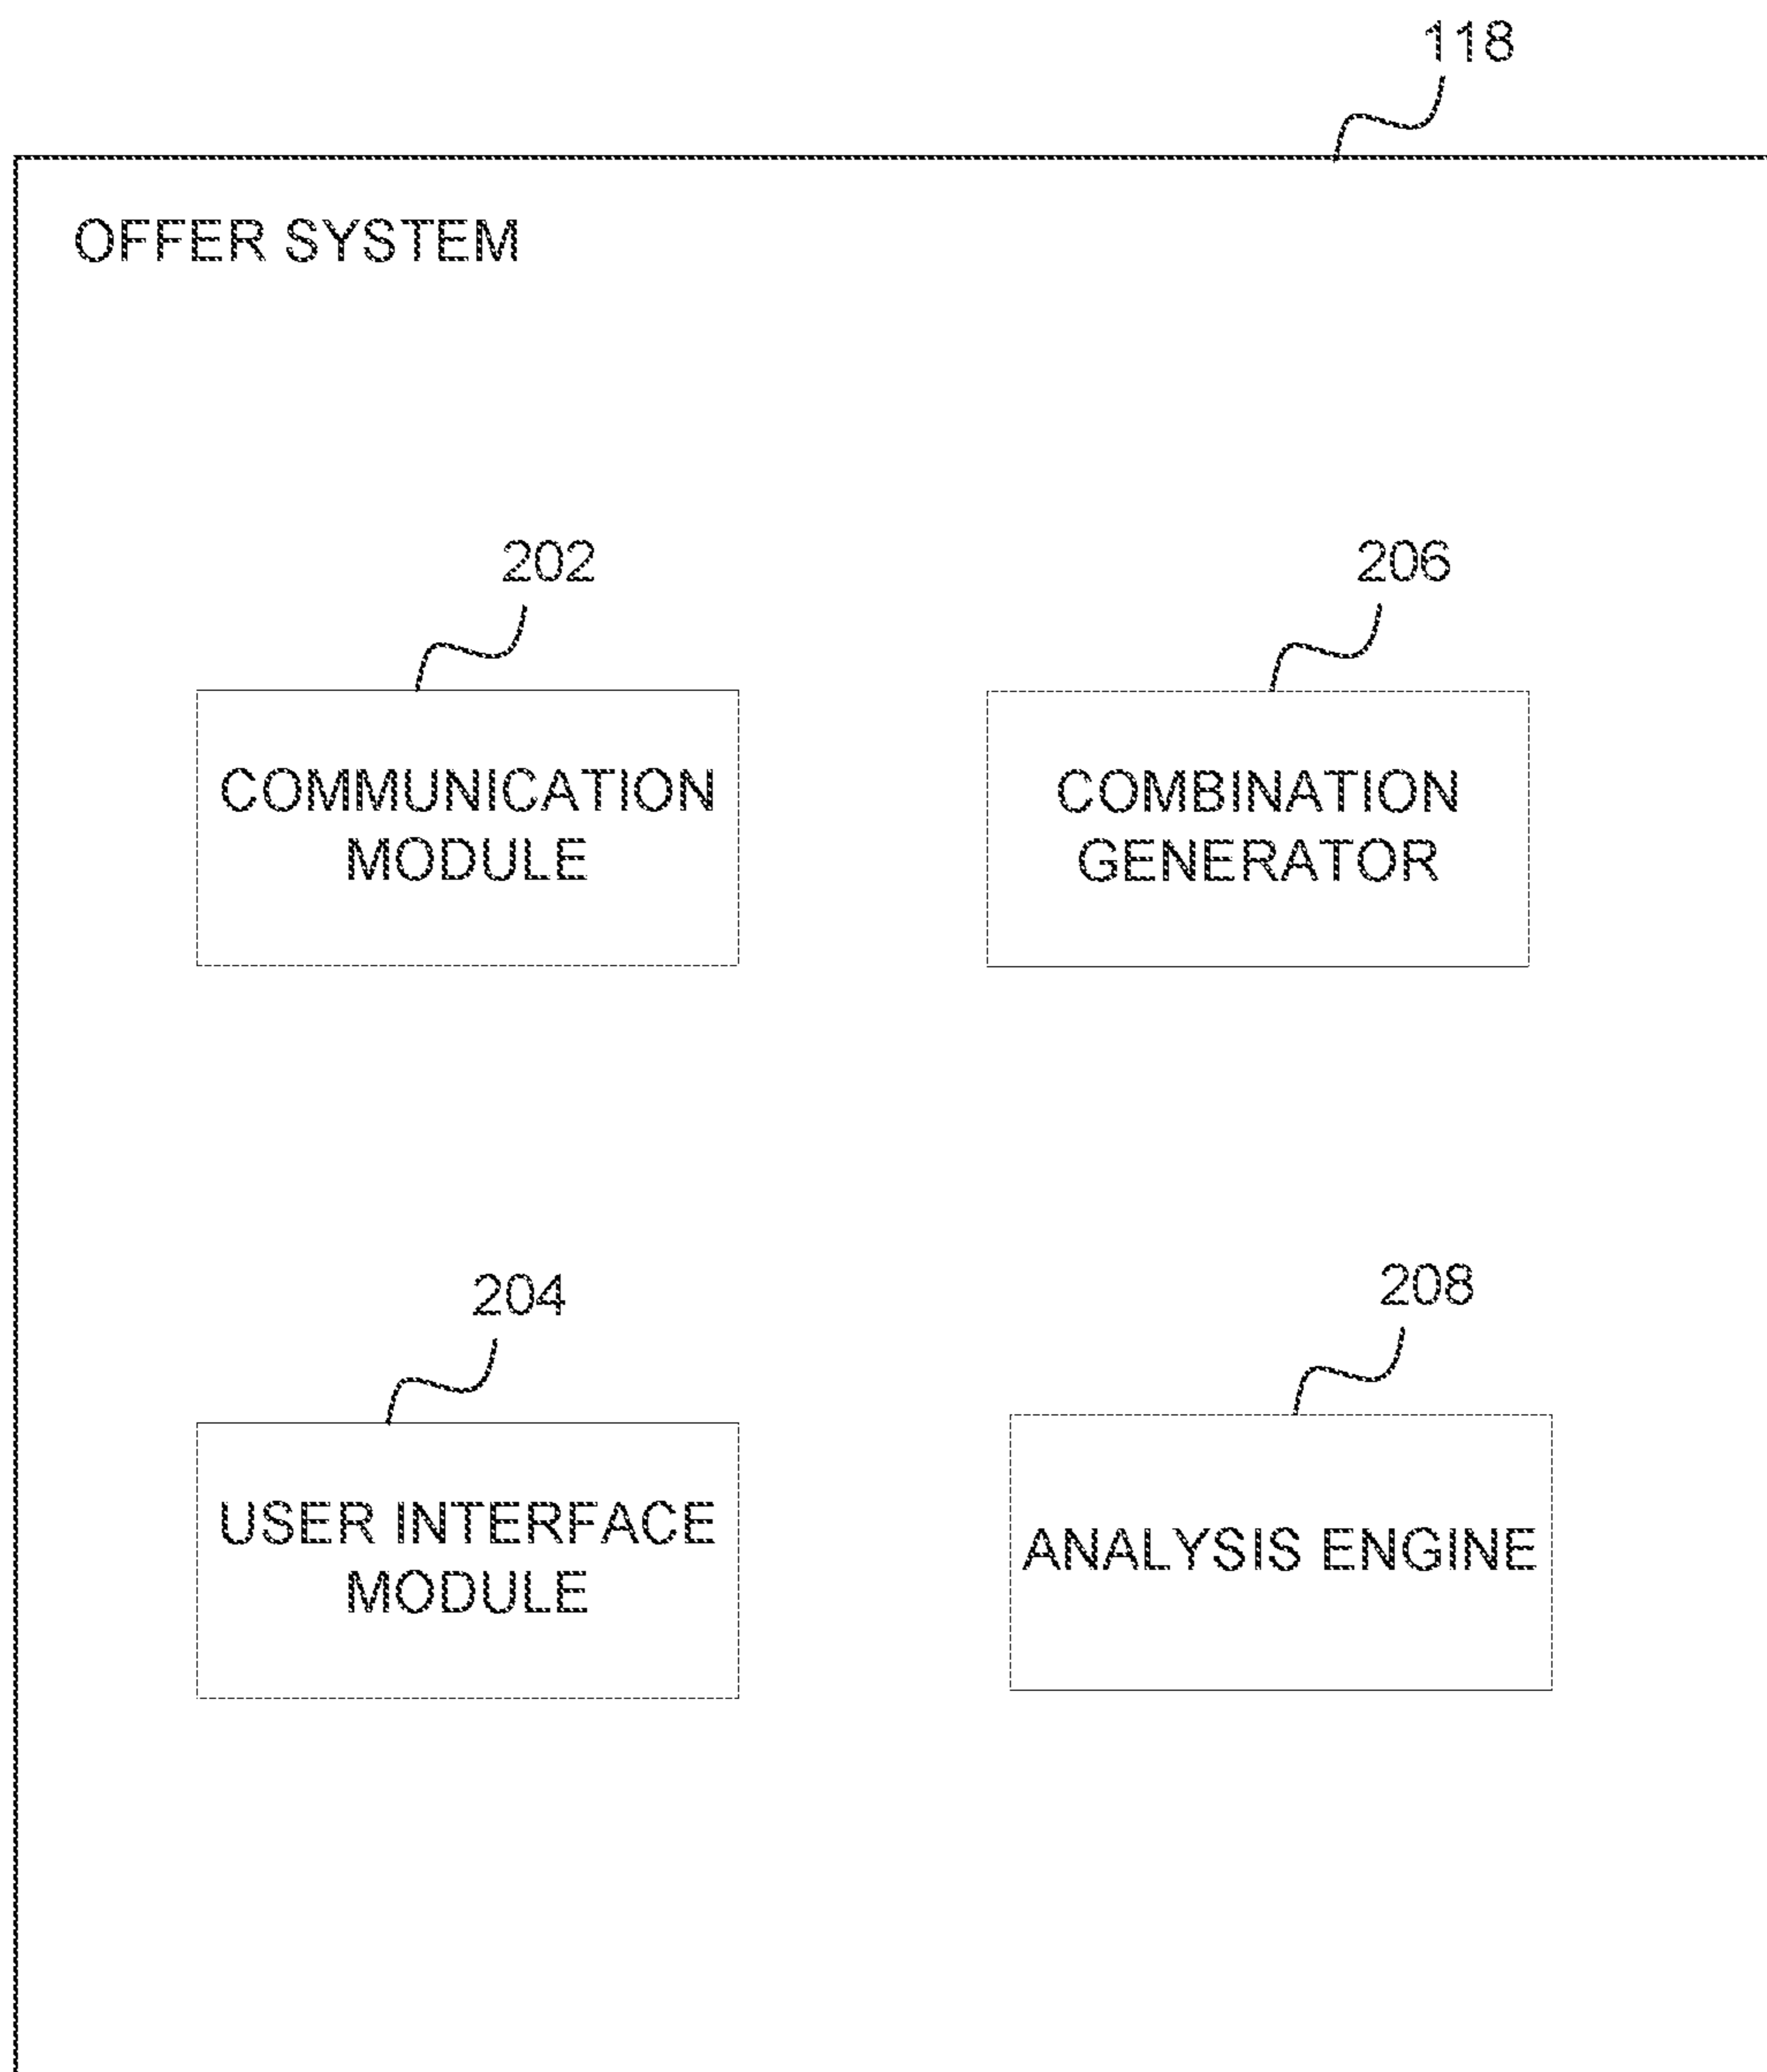 118
OFFER SYSTEM
202
COMMUNICATION
MODULE
206
COMBINATION
GENERATOR
204
USER INTERFACE
MODULE
208
ANALYSIS ENGINE